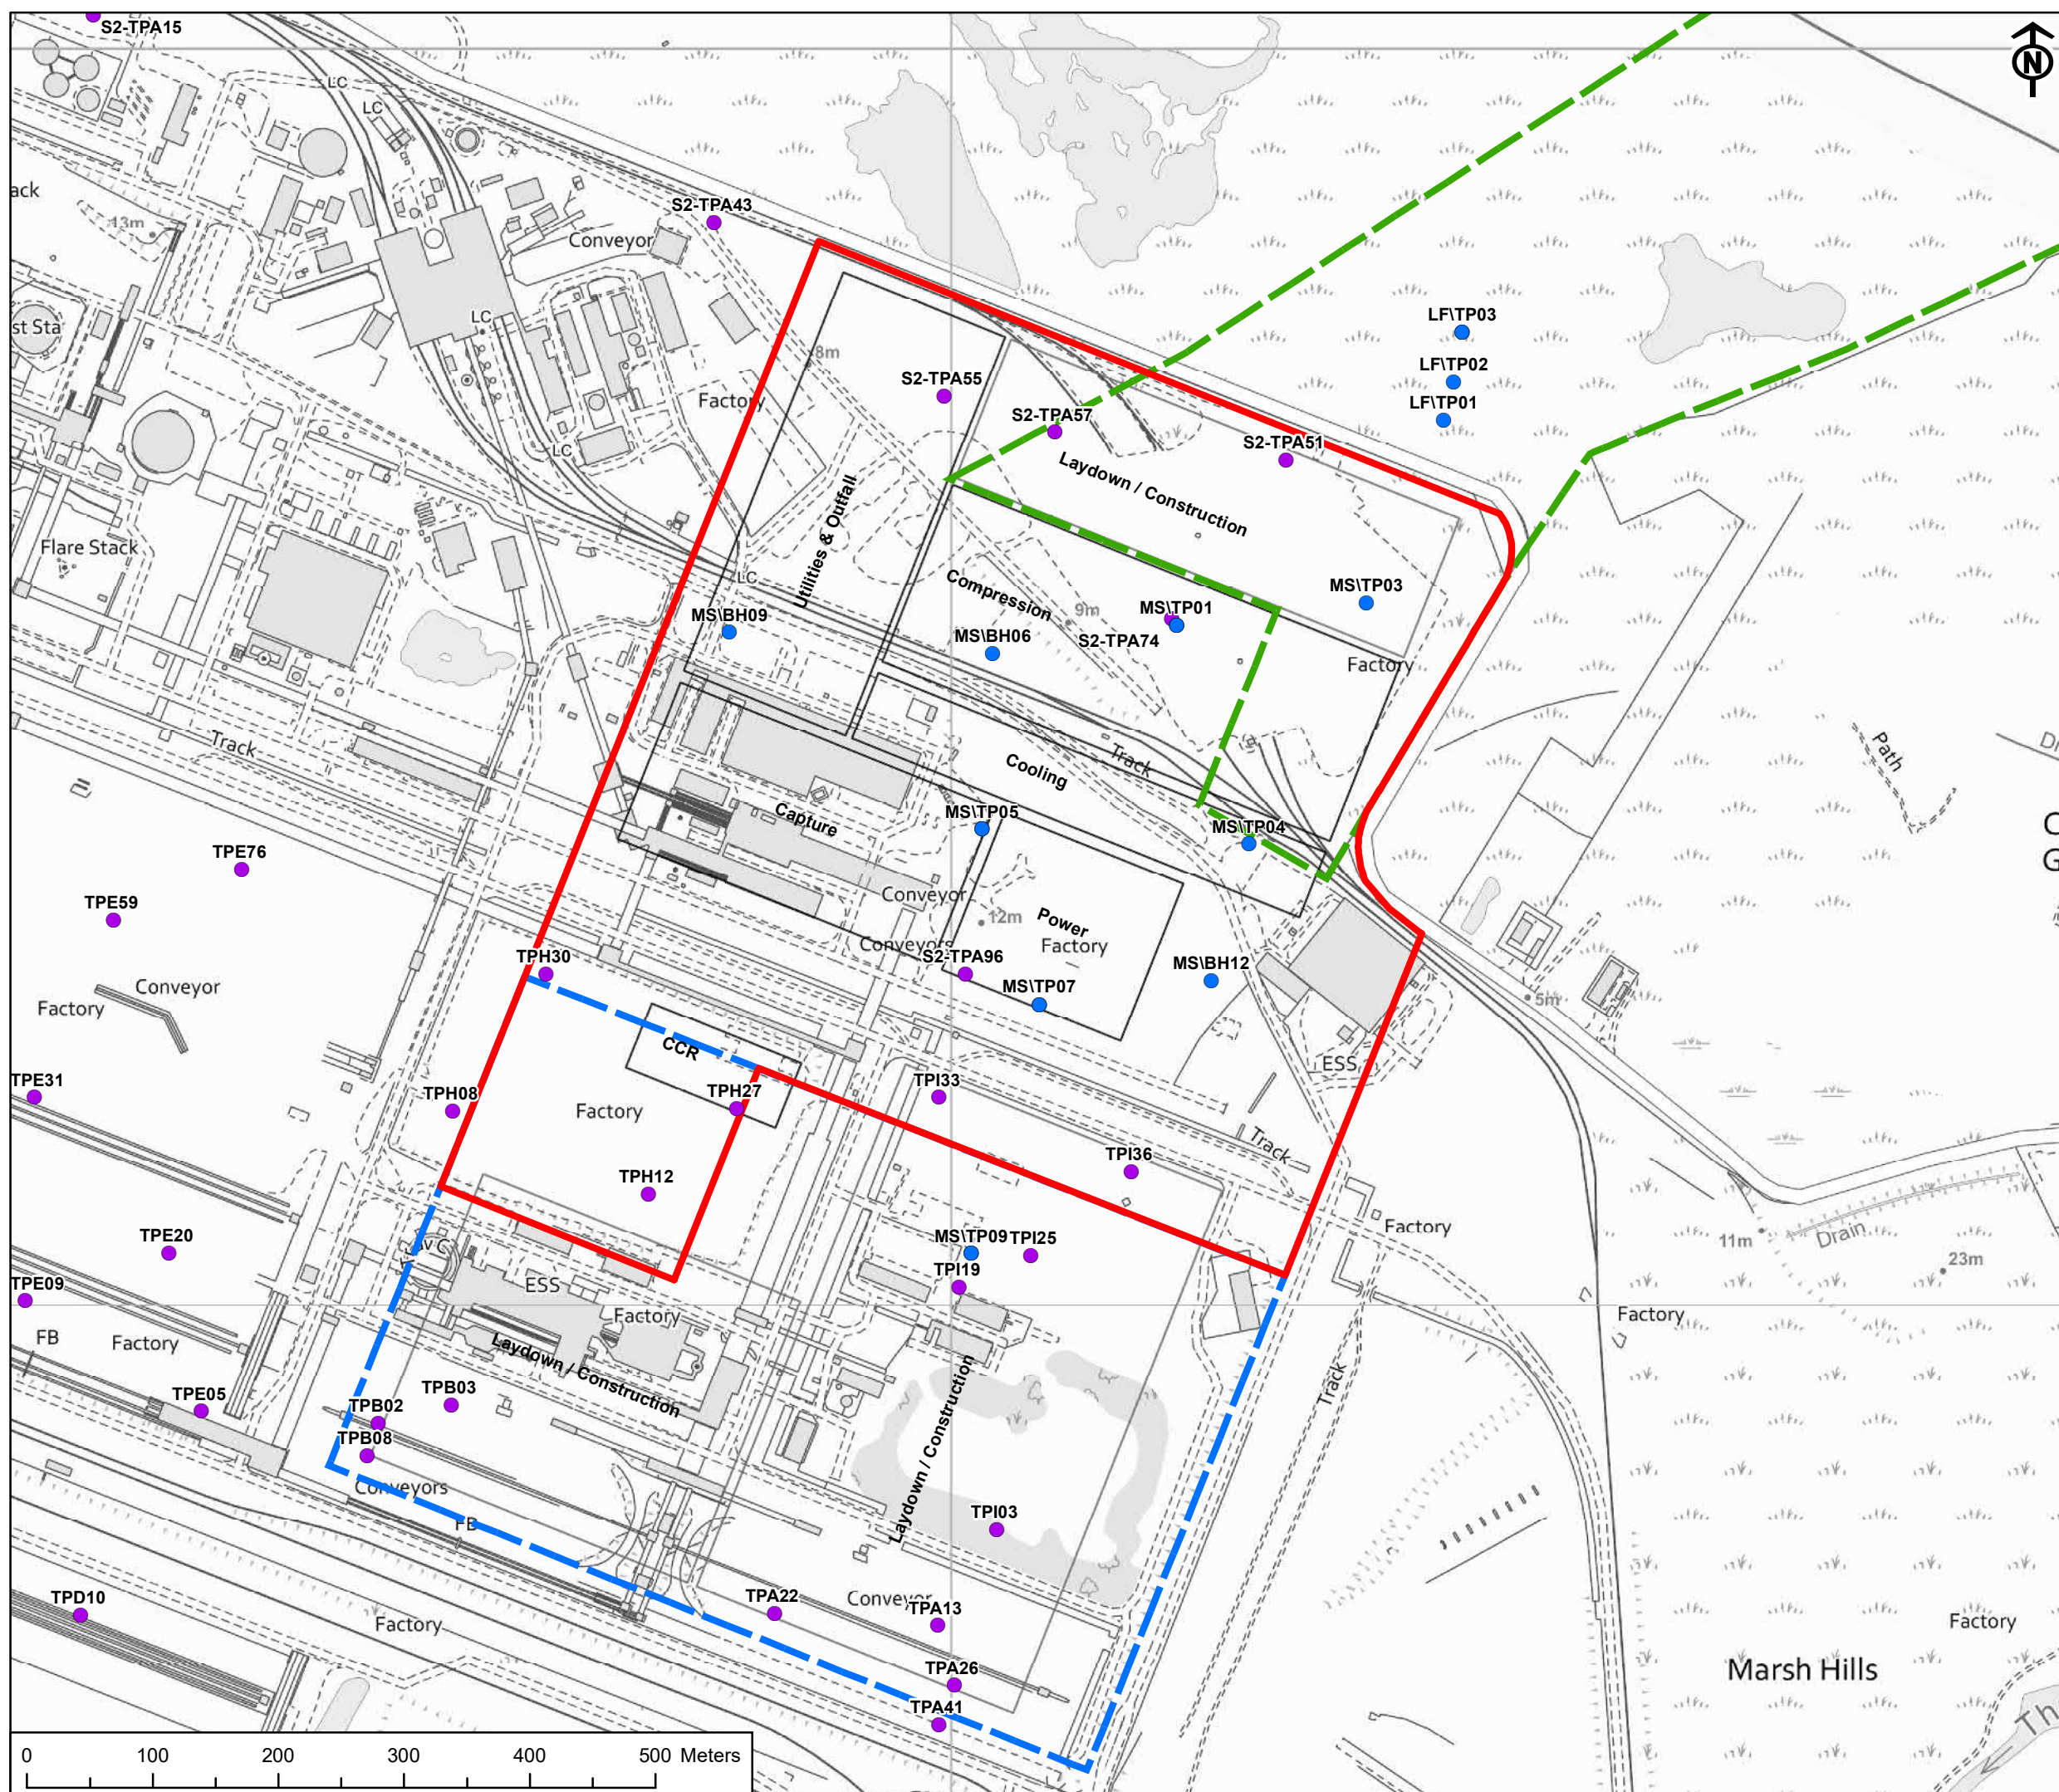 S2-TPA15
N
LC
LC
ack
S2-TPA43
13m
Conveyor
LF\TP03
LC
st Sta
8m
LF\TP02
S2-TPA55
Factory
LF\TP01
S2-TPA57
S2-TPA51
LC
Laydown / Construction
Utilities & Outfall
Flare Stack
LC
Compression
MS\TP03
MS\BH09
9m
MS\TP01
MS\BH06
S2-TPA74
Factory
Track
Track
Path
Cooling
Capture
MS\TP05
MS\TP04
TPE76
Conveyor
TPE59
12m
Power
Factory
Conveyors
TPH30
S2-TPA96
MS\BH12
Conveyor
MS\TP07
5m
Factory
CCR
ESS
TPE31
TPH08
TPH27
TPI33
Factory
Track
TPI36
TPH12
Factory
TPE20
MS\TP09
TPI25
11m
Drain
23m
TPI19
ESS
TPE09
Factory
Factory
FB
Factory
Laydown / Construction
Track
TPE05
TPB03
TPB02
Laydown / Construction
TPB08
Conveyors
TPI03
FB
TPD10
TPA22
Conveyor
TPA13
Factory
Factory
TPA26
Marsh Hills
TPA41
Th
0 100 200 300 400 500 Meters